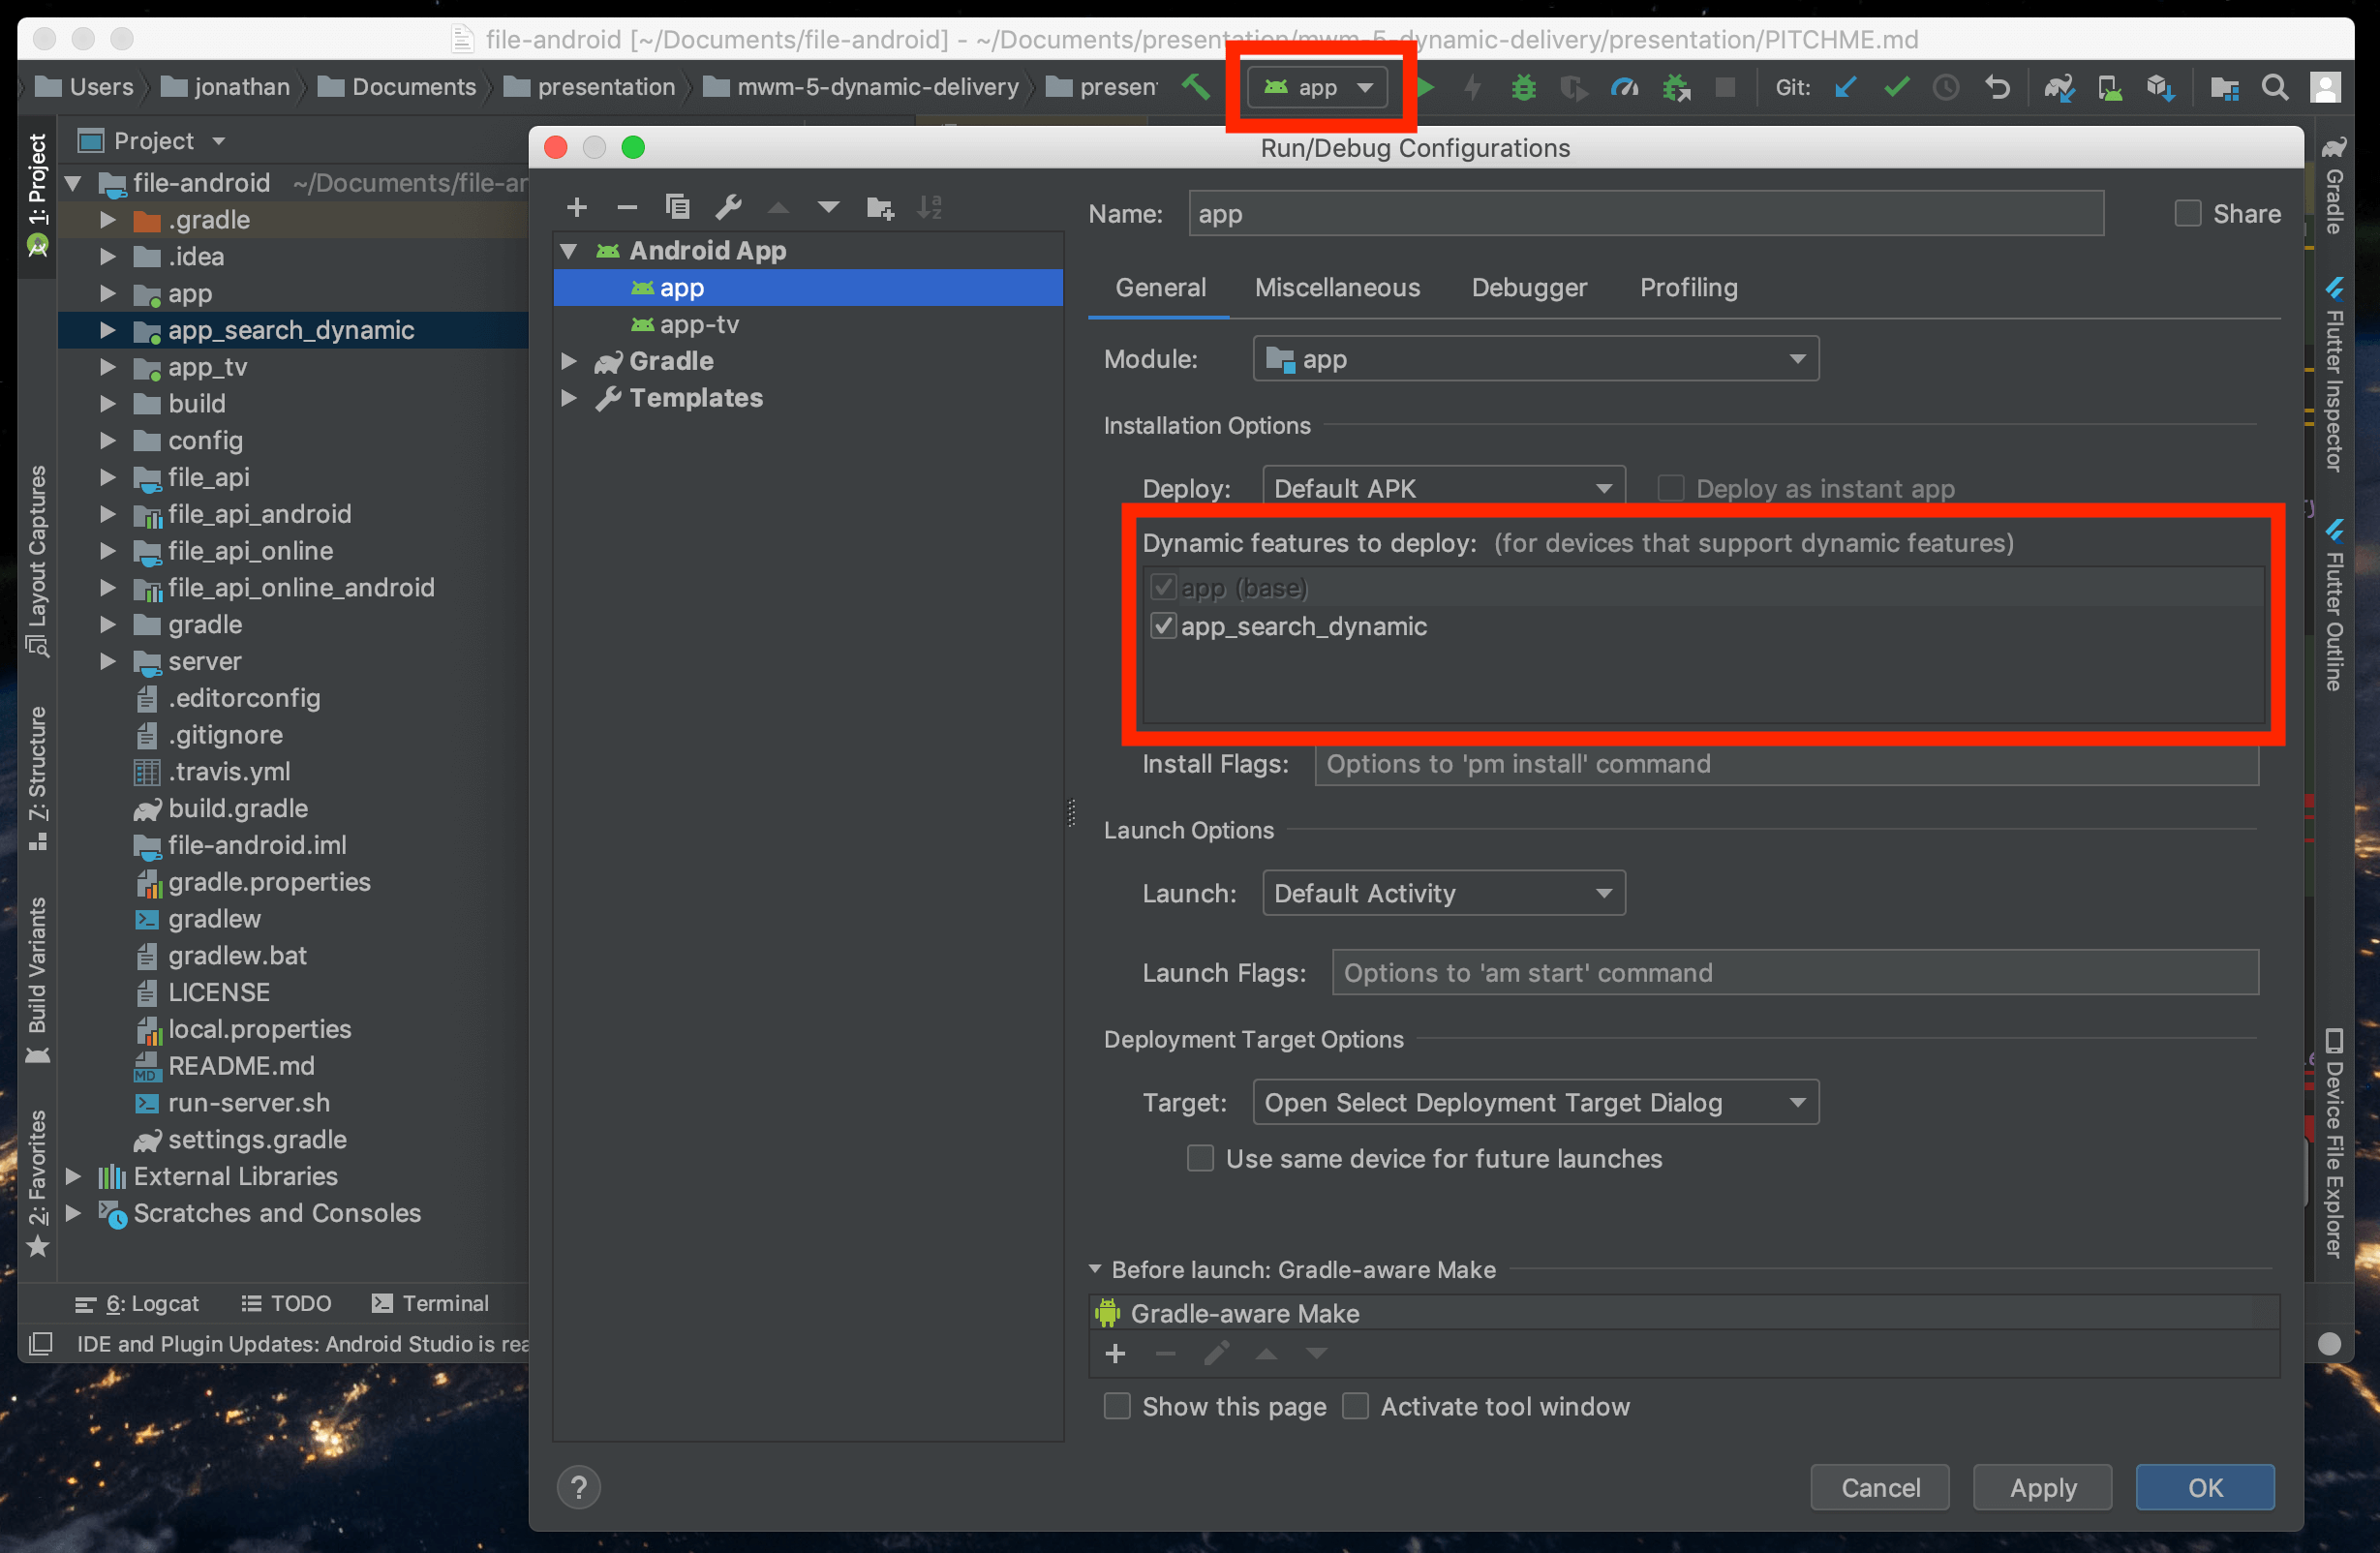 file-android [~/Documents/file-android] - ~/Documents/presentation/mwm-5-dynamic-delivery/presentation/PITCHME.md
Users jonathan Documents presentation mwm-5-dynamic-delivery presen app Git:
1: Project
Layout Captures
Z: Structure
Build Variants
2: Favorites
Project
file-android ~/Documents/file-ar
.gradle
.idea
app
app_search_dynamic
app_tv
build
config
file_api
file_api_android
file_api_online
file_api_online_android
gradle
server
.editorconfig
.gitignore
.travis.yml
build.gradle
file-android.iml
gradle.properties
gradlew
gradlew.bat
LICENSE
local.properties
MD README.md
run-server.sh
settings.gradle
External Libraries
Scratches and Consoles
6: Logcat TODO Terminal
IDE and Plugin Updates: Android Studio is rea
Run/Debug Configurations
Android App
app
app-tv
Gradle
Templates
Name: app Share
General Miscellaneous Debugger Profiling
Module: app
Installation Options
Deploy: Default APK Deploy as instant app
Dynamic features to deploy: (for devices that support dynamic features)
app (base)
app_search_dynamic
Install Flags: Options to 'pm install' command
Launch Options
Launch: Default Activity
Launch Flags: Options to 'am start' command
Deployment Target Options
Target: Open Select Deployment Target Dialog
Use same device for future launches
Before launch: Gradle-aware Make
Gradle-aware Make
Show this page Activate tool window
? Cancel Apply OK
Gradle
Flutter Inspector
Flutter Outline
Device File Explorer